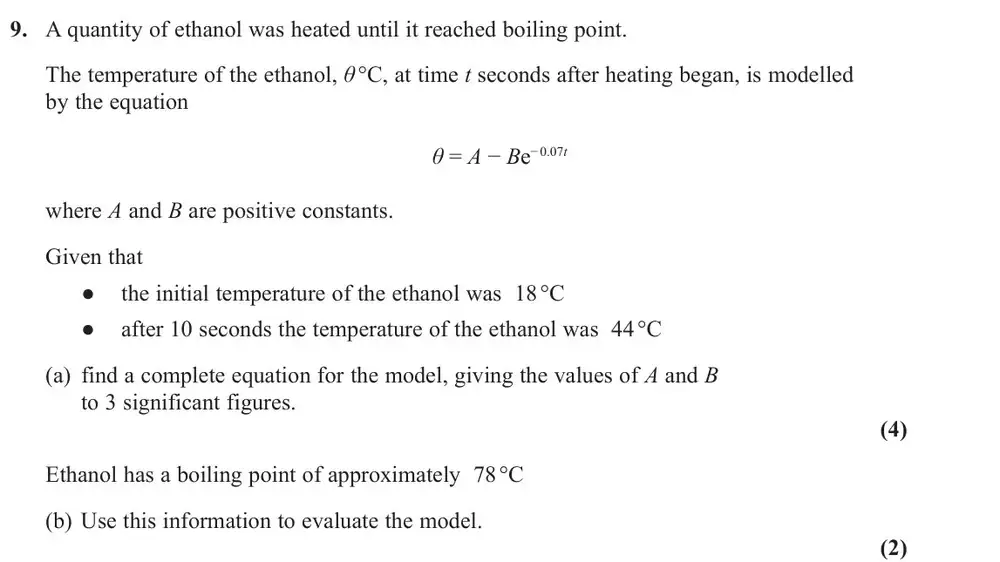 9. A quantity of ethanol was heated until it reached boiling point.
The temperature of the ethanol, θ °C, at time t seconds after heating began, is modelled
by the equation
θ = A − Be^−0.07t
where A and B are positive constants.
Given that
● the initial temperature of the ethanol was 18 °C
● after 10 seconds the temperature of the ethanol was 44 °C
(a) find a complete equation for the model, giving the values of A and B
to 3 significant figures.
(4)
Ethanol has a boiling point of approximately 78 °C
(b) Use this information to evaluate the model.
(2)